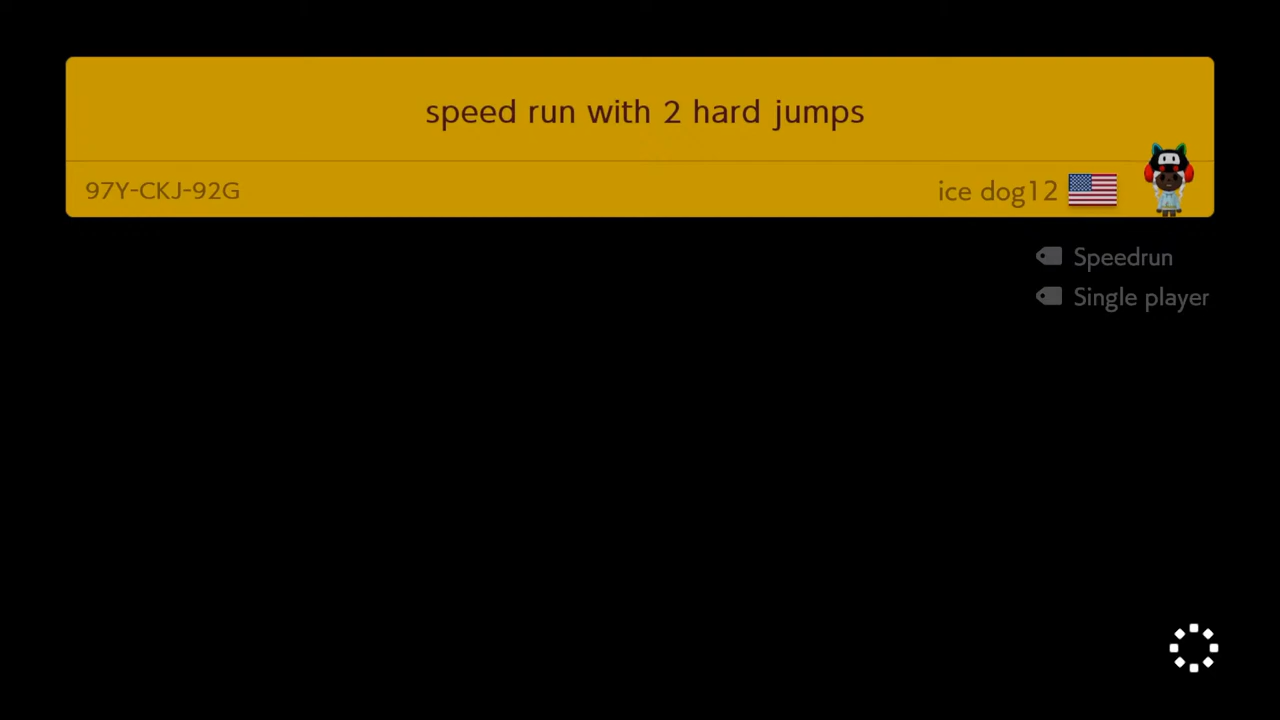 speed run with 2 hard jumps
97Y-CKJ-92G
ice dog12
Speedrun
Single player